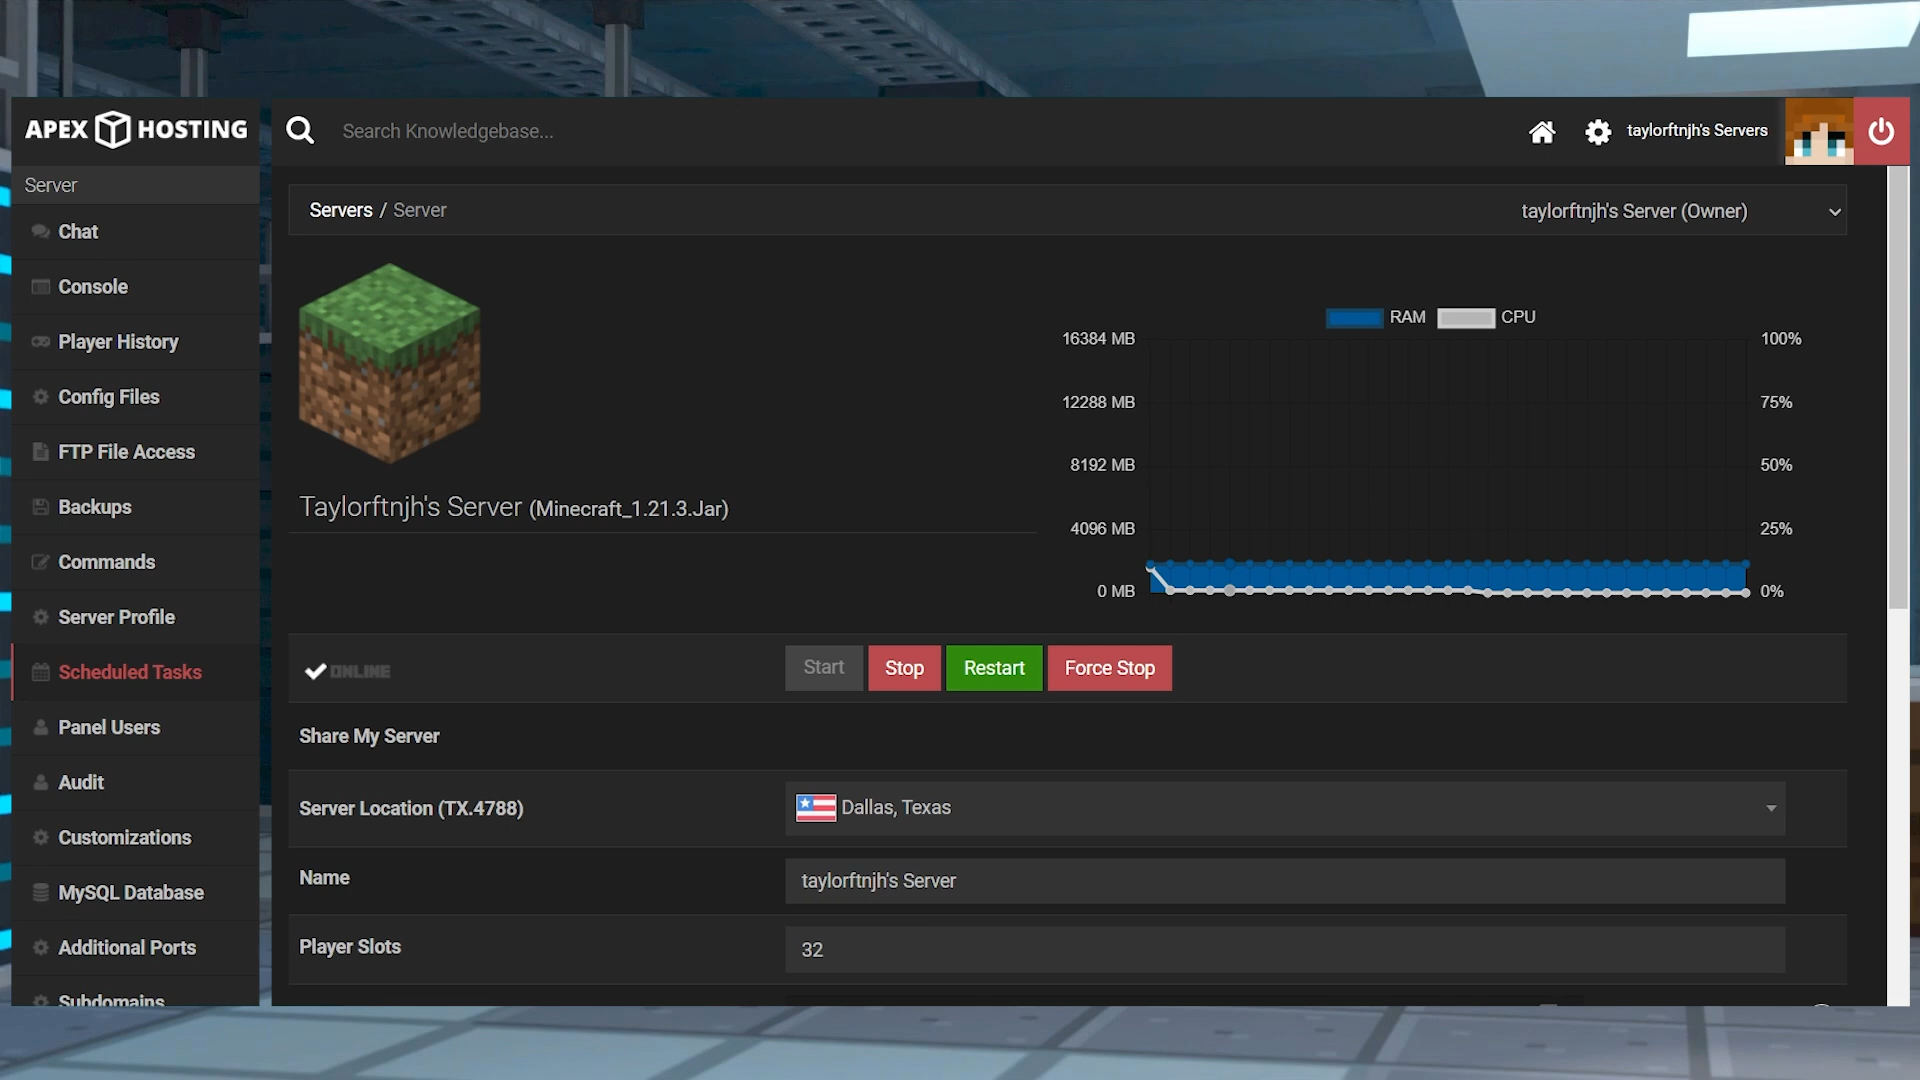 APEX HOSTING
Search Knowledgebase...
taylorftnjh's Servers
Server
Chat
Console
Player History
Config Files
FTP File Access
Backups
Commands
Server Profile
Scheduled Tasks
Panel Users
Audit
Customizations
MySQL Database
Additional Ports
Subdomains
Servers / Server
taylorftnjh's Server (Owner)
Taylorftnjh's Server (Minecraft_1.21.3.Jar)
RAM CPU
16384 MB 100%
12288 MB 75%
8192 MB 50%
4096 MB 25%
0 MB 0%
ONLINE
Start Stop Restart Force Stop
Share My Server
Server Location (TX.4788) Dallas, Texas
Name taylorftnjh's Server
Player Slots 32